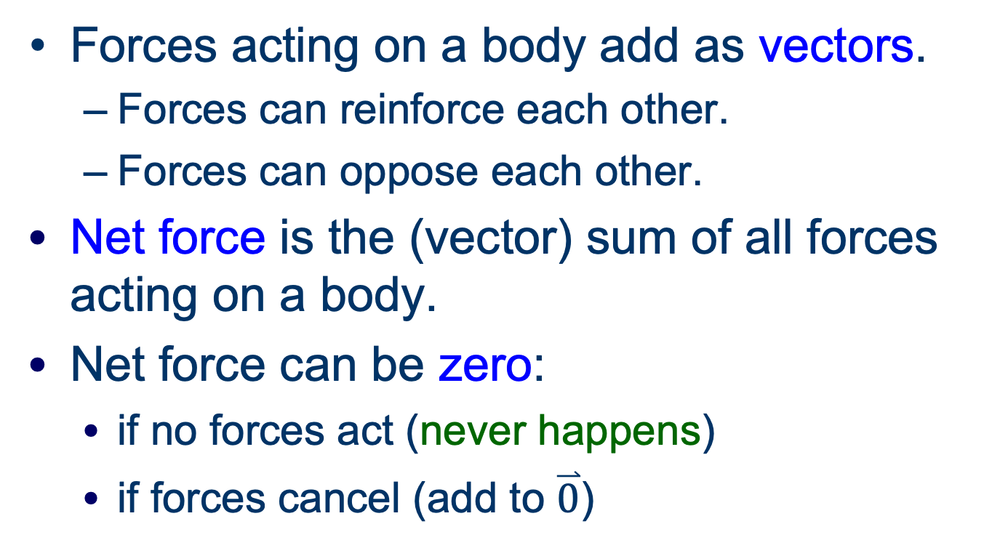 • Forces acting on a body add as vectors.
– Forces can reinforce each other.
– Forces can oppose each other.
• Net force is the (vector) sum of all forces
acting on a body.
• Net force can be zero:
• if no forces act (never happens)
• if forces cancel (add to 0⃑)